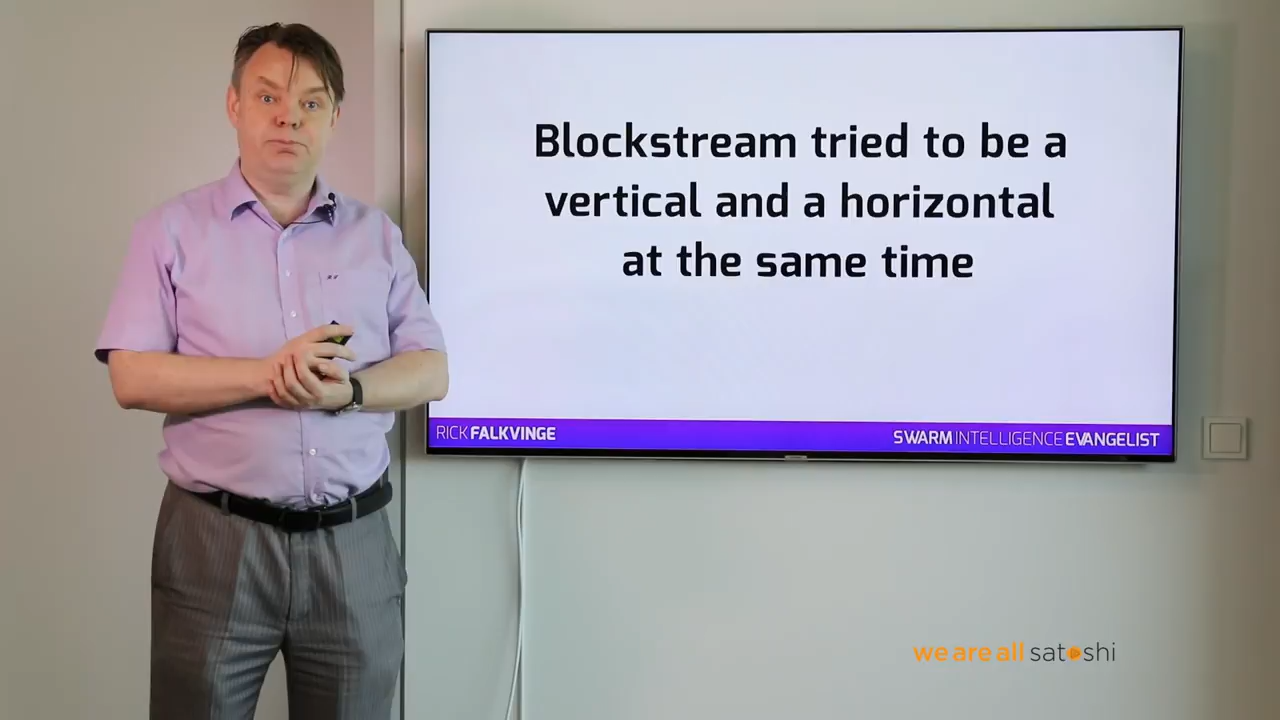 Blockstream tried to be a
vertical and a horizontal
at the same time
RICK FALKVINGE
SWARM INTELLIGENCE EVANGELIST
we are all satoshi